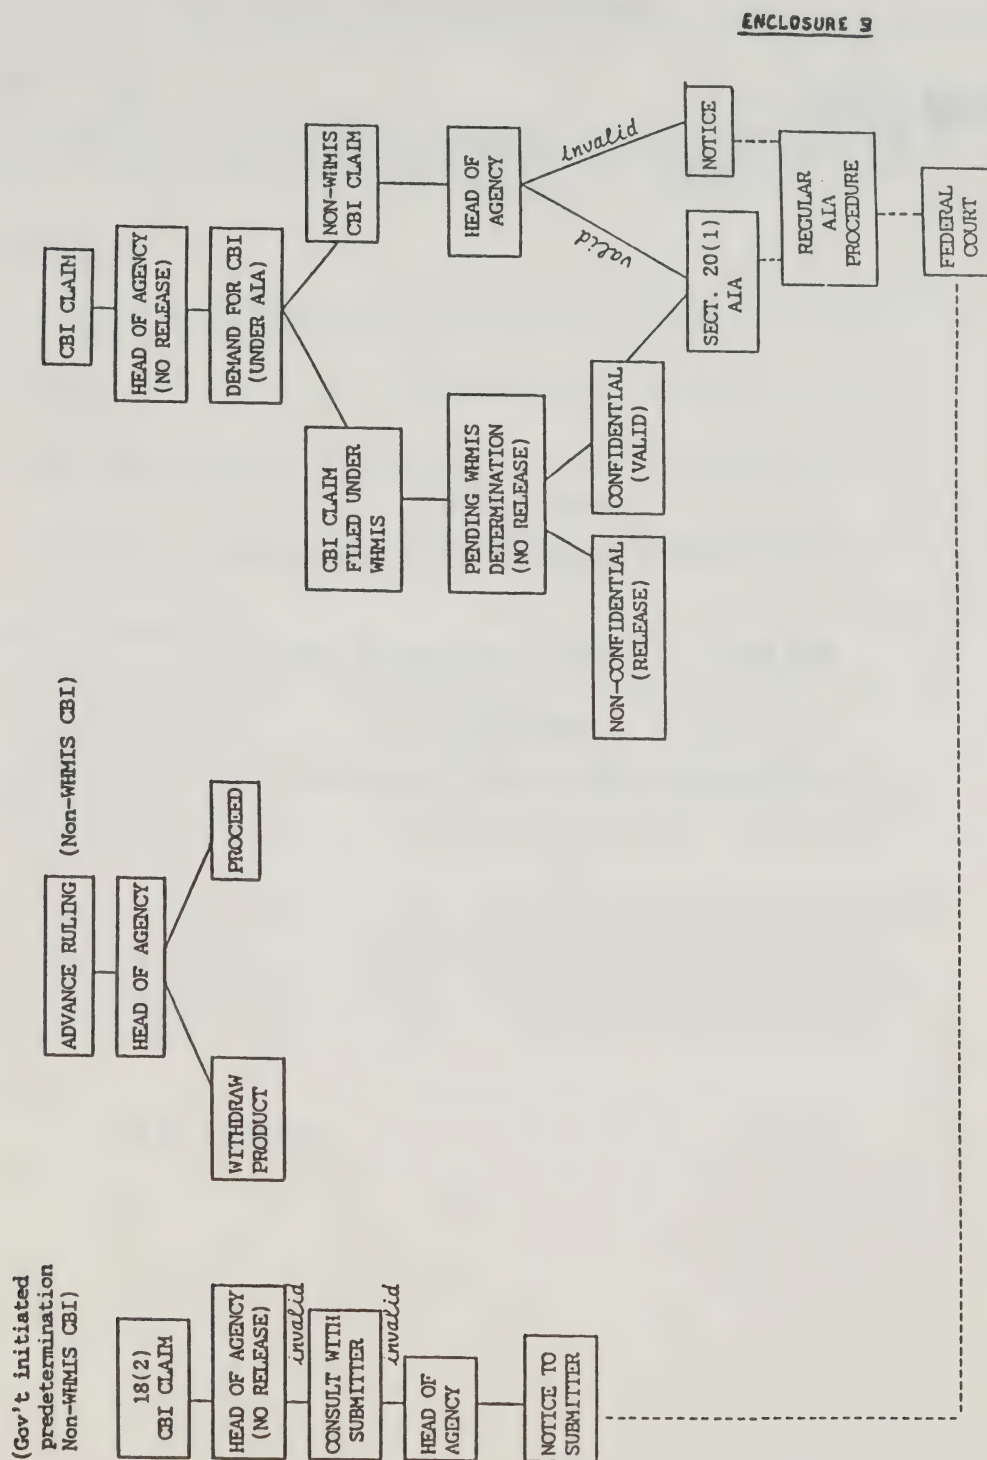 ENCLOSURE 3
(Gov't initiated
predetermination
Non-WHMIS CBI)
18(2)
CBI CLAIM
HEAD OF AGENCY
(NO RELEASE)
invalid
CONSULT WITH
SUBMITTER
invalid
HEAD OF
AGENCY
NOTICE TO
SUBMITTER
ADVANCE RULING
(Non-WHMIS CBI)
HEAD OF AGENCY
WITHDRAW
PRODUCT
PROCEED
CBI CLAIM
HEAD OF AGENCY
(NO RELEASE)
DEMAND FOR CBI
(UNDER AIA)
CBI CLAIM
FILED UNDER
WHMIS
NON-WHMIS
CBI CLAIM
PENDING WHMIS
DETERMINATION
(NO RELEASE)
HEAD OF
AGENCY
NON-CONFIDENTIAL
(RELEASE)
CONFIDENTIAL
(VALID)
valid
invalid
SECT. 20(1)
AIA
NOTICE
REGULAR
AIA
PROCEDURE
FEDERAL
COURT